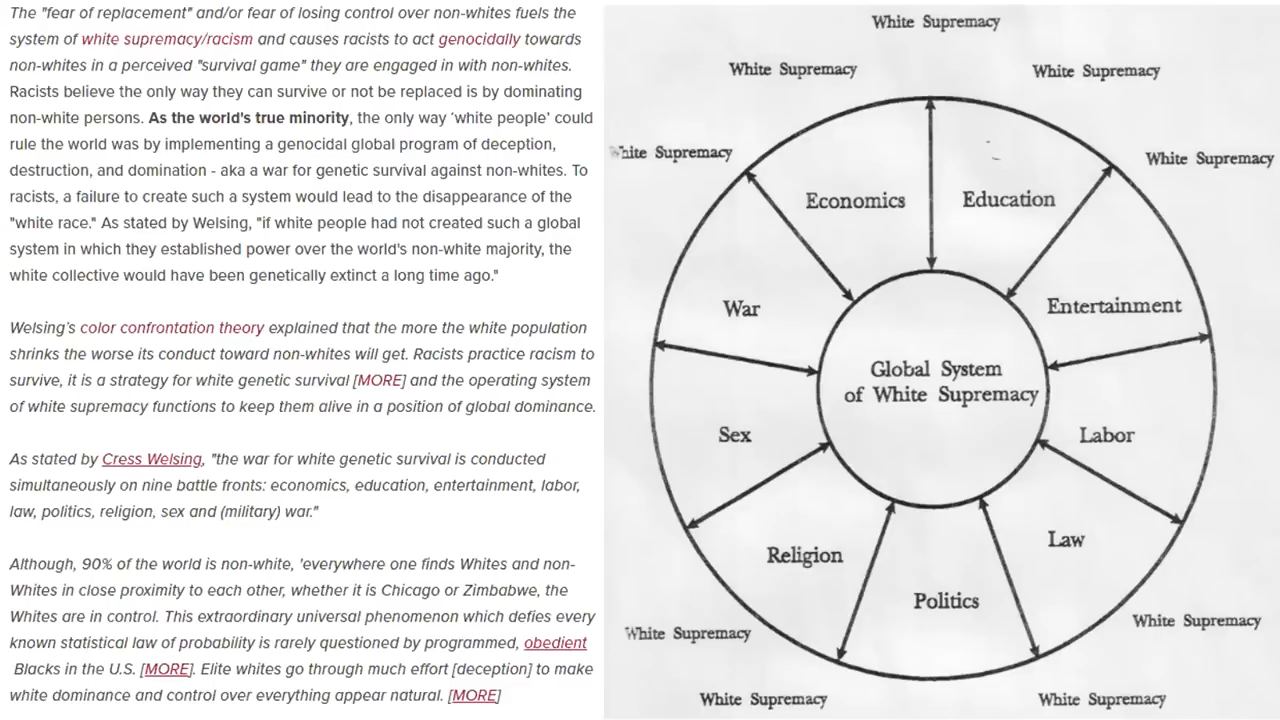 The "fear of replacement" and/or fear of losing control over non-whites fuels the
system of white supremacy/racism and causes racists to act genocidally towards
non-whites in a perceived "survival game" they are engaged in with non-whites.
Racists believe the only way they can survive or not be replaced is by dominating
non-white persons. As the world's true minority, the only way ‘white people’ could
rule the world was by implementing a genocidal global program of deception,
destruction, and domination - aka a war for genetic survival against non-whites. To
racists, a failure to create such a system would lead to the disappearance of the
"white race." As stated by Welsing, "if white people had not created such a global
system in which they established power over the world's non-white majority, the
white collective would have been genetically extinct a long time ago."
Welsing's color confrontation theory explained that the more the white population
shrinks the worse its conduct toward non-whites will get. Racists practice racism to
survive, it is a strategy for white genetic survival [MORE] and the operating system
of white supremacy functions to keep them alive in a position of global dominance.
As stated by Cress Welsing, "the war for white genetic survival is conducted
simultaneously on nine battle fronts: economics, education, entertainment, labor,
law, politics, religion, sex and (military) war."
Although, 90% of the world is non-white, 'everywhere one finds Whites and non-
Whites in close proximity to each other, whether it is Chicago or Zimbabwe, the
Whites are in control. This extraordinary universal phenomenon which defies every
known statistical law of probability is rarely questioned by programmed, obedient
Blacks in the U.S. [MORE]. Elite whites go through much effort [deception] to make
white dominance and control over everything appear natural. [MORE]
White Supremacy
White Supremacy
White Supremacy
White Supremacy
White Supremacy
Economics
Education
War
Entertainment
Global System
of White Supremacy
Sex
Labor
Religion
Law
Politics
White Supremacy
White Supremacy
White Supremacy
White Supremacy